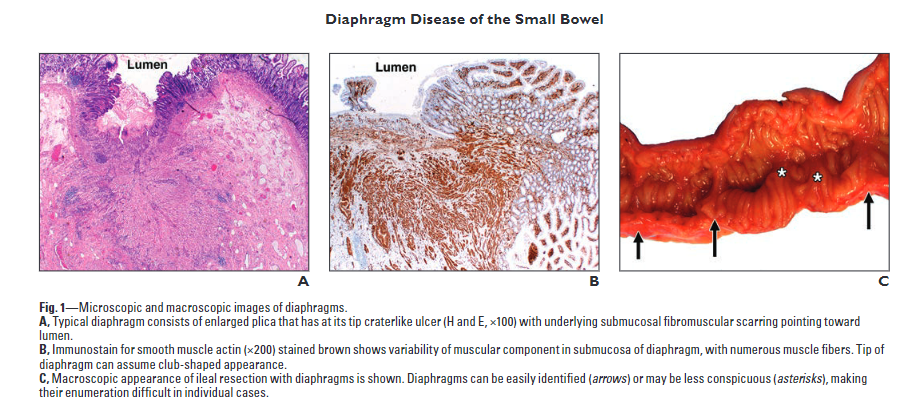 Diaphragm Disease of the Small Bowel
Lumen
Lumen
*
*
A
B
C
Fig. 1—Microscopic and macroscopic images of diaphragms.
A, Typical diaphragm consists of enlarged plica that has at its tip craterlike ulcer (H and E, ×100) with underlying submucosal fibromuscular scarring pointing toward
lumen.
B, Immunostain for smooth muscle actin (×200) stained brown shows variability of muscular component in submucosa of diaphragm, with numerous muscle fibers. Tip of
diaphragm can assume club-shaped appearance.
C, Macroscopic appearance of ileal resection with diaphragms is shown. Diaphragms can be easily identified (arrows) or may be less conspicuous (asterisks), making
their enumeration difficult in individual cases.